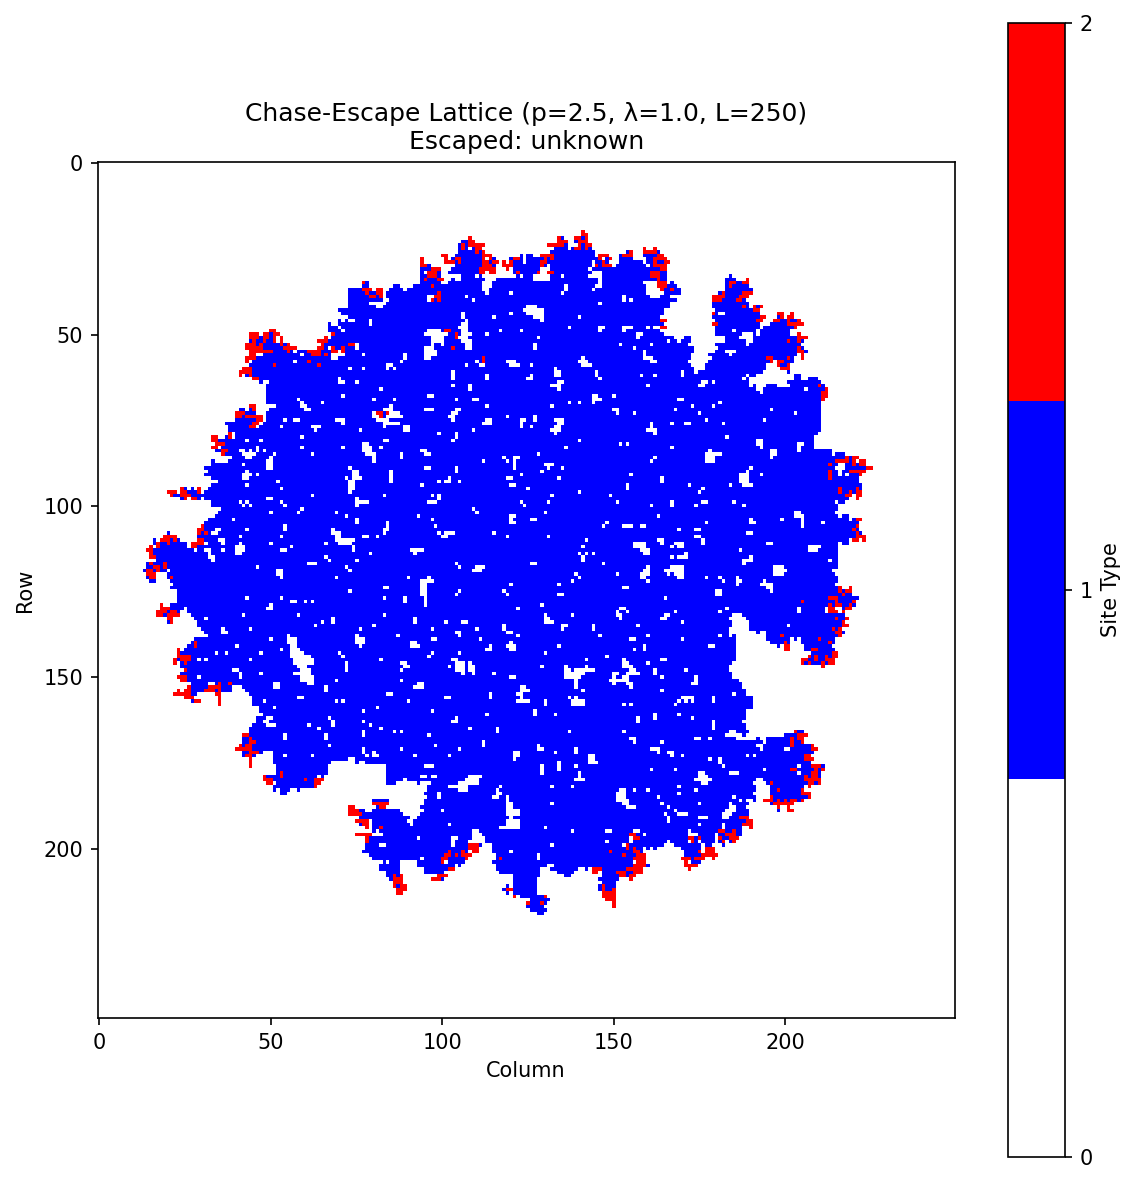 Chase-Escape Lattice (p=2.5, λ=1.0, L=250)
Escaped: unknown
0
50
100
150
200
Row
0
50
100
150
200
Column
2
1
0
Site Type